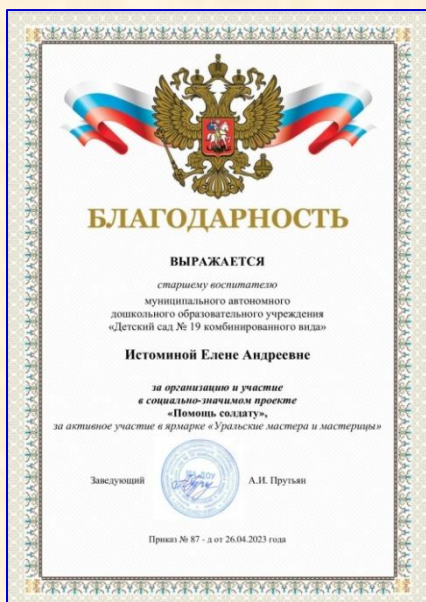 БЛАГОДАРНОСТЬ
ВЫРАЖАЕТСЯ
старшему воспитателю
муниципального автономного
дошкольного образовательного учреждения
«Детский сад № 19 комбинированного вида»
Истоминой Елене Андреевне
за организацию и участие
в социально-значимом проекте
«Помощь солдату»,
за активное участие в ярмарке «Уральские мастера и мастерицы»
Заведующий А.И. Прутьян
Приказ № 87 - д от 26.04.2023 года